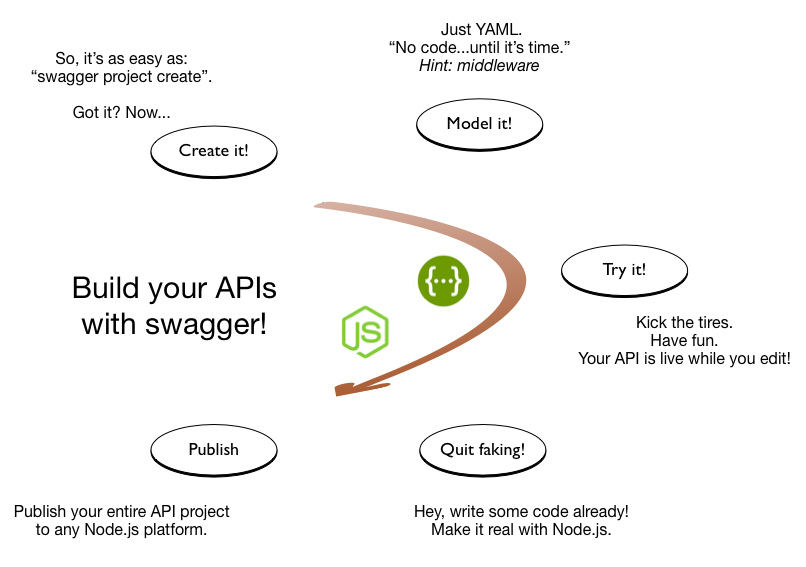 So, it's as easy as:
“swagger project create”.
Got it? Now...
Create it!
Just YAML.
“No code...until it's time.”
Hint: middleware
Model it!
Build your APIs
with swagger!
{···}
JS
Try it!
Kick the tires.
Have fun.
Your API is live while you edit!
Quit faking!
Hey, write some code already!
Make it real with Node.js.
Publish
Publish your entire API project
to any Node.js platform.